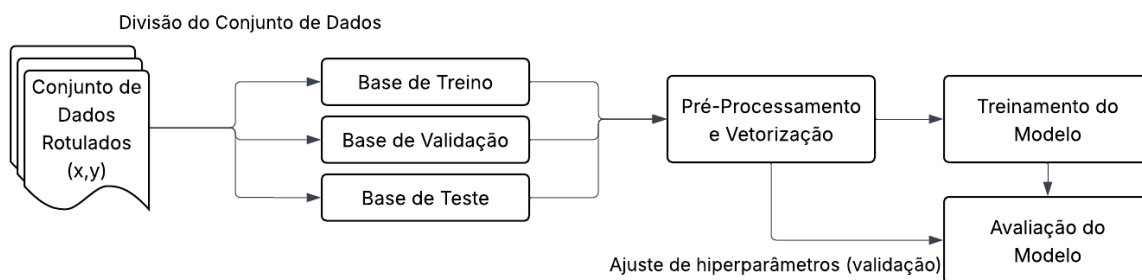 Divisão do Conjunto de Dados
Conjunto de
Dados
Rotulados
(x,y)
Base de Treino
Base de Validação
Base de Teste
Pré-Processamento
e Vetorização
Treinamento do
Modelo
Avaliação do
Modelo
Ajuste de hiperparâmetros (validação)